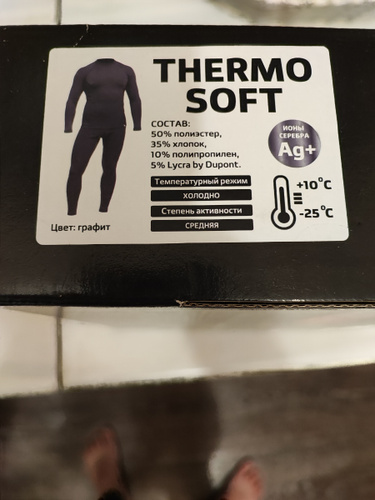 THERMO
SOFT
СОСТАВ:
50% полиэстер,
35% хлопок,
10% полипропилен,
5% Lycra by Dupont.
ИОНЫ
СЕРЕБРА
Ag+
Температурный режим
ХОЛОДНО
Степень активности
СРЕДНЯЯ
+10°C
-25°C
Цвет: графит